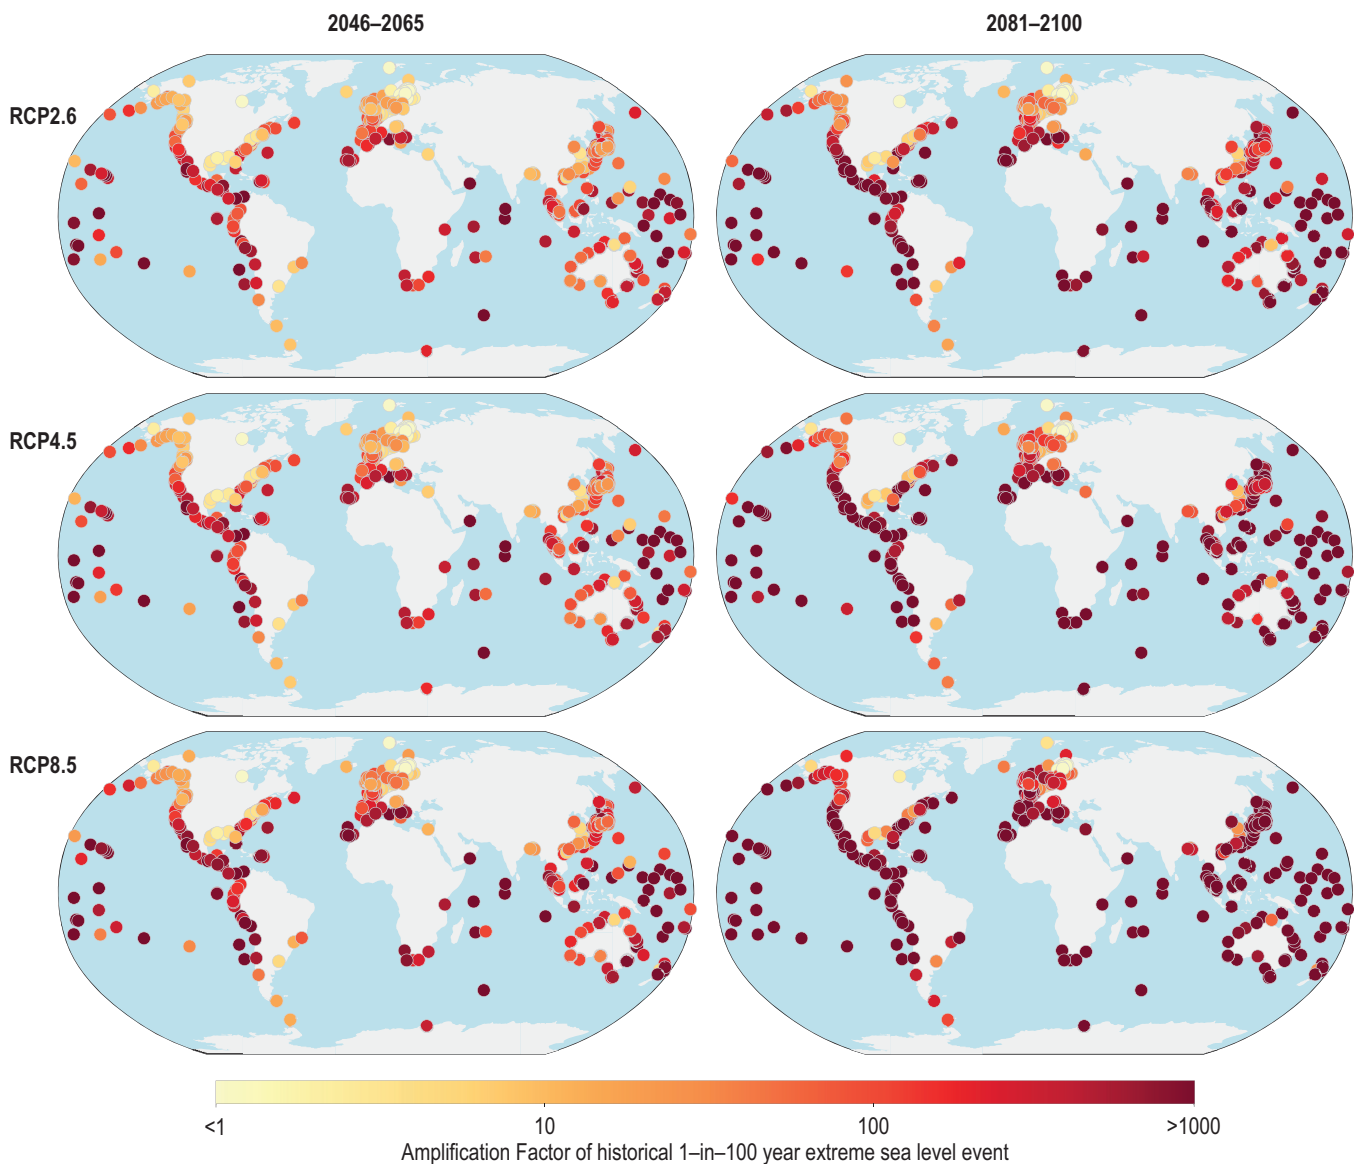 2046–2065
2081–2100
RCP2.6
RCP4.5
RCP8.5
<1
10
100
>1000
Amplification Factor of historical 1–in–100 year extreme sea level event